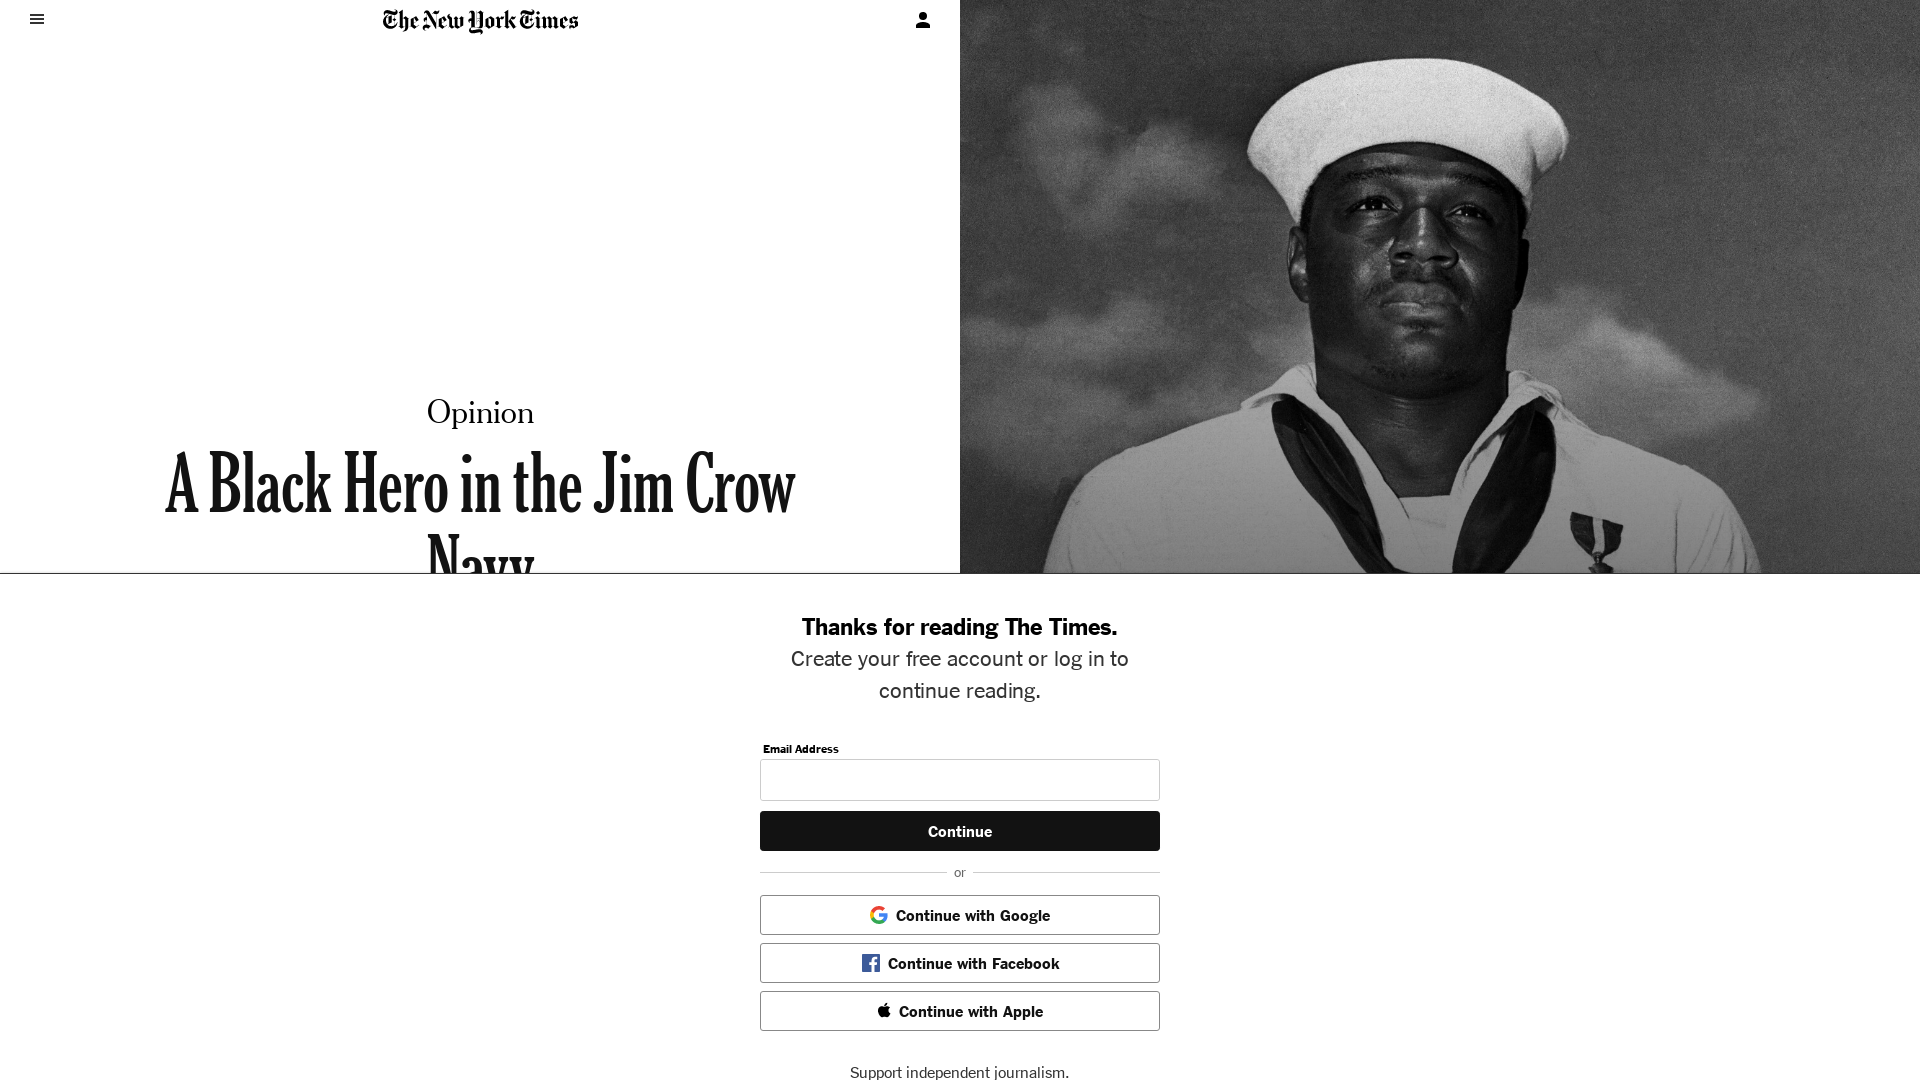 The New York Times
Opinion
A Black Hero in the Jim Crow
Navy
Thanks for reading The Times.
Create your free account or log in to
continue reading.
Email Address
Continue
or
Continue with Google
Continue with Facebook
Continue with Apple
Support independent journalism.